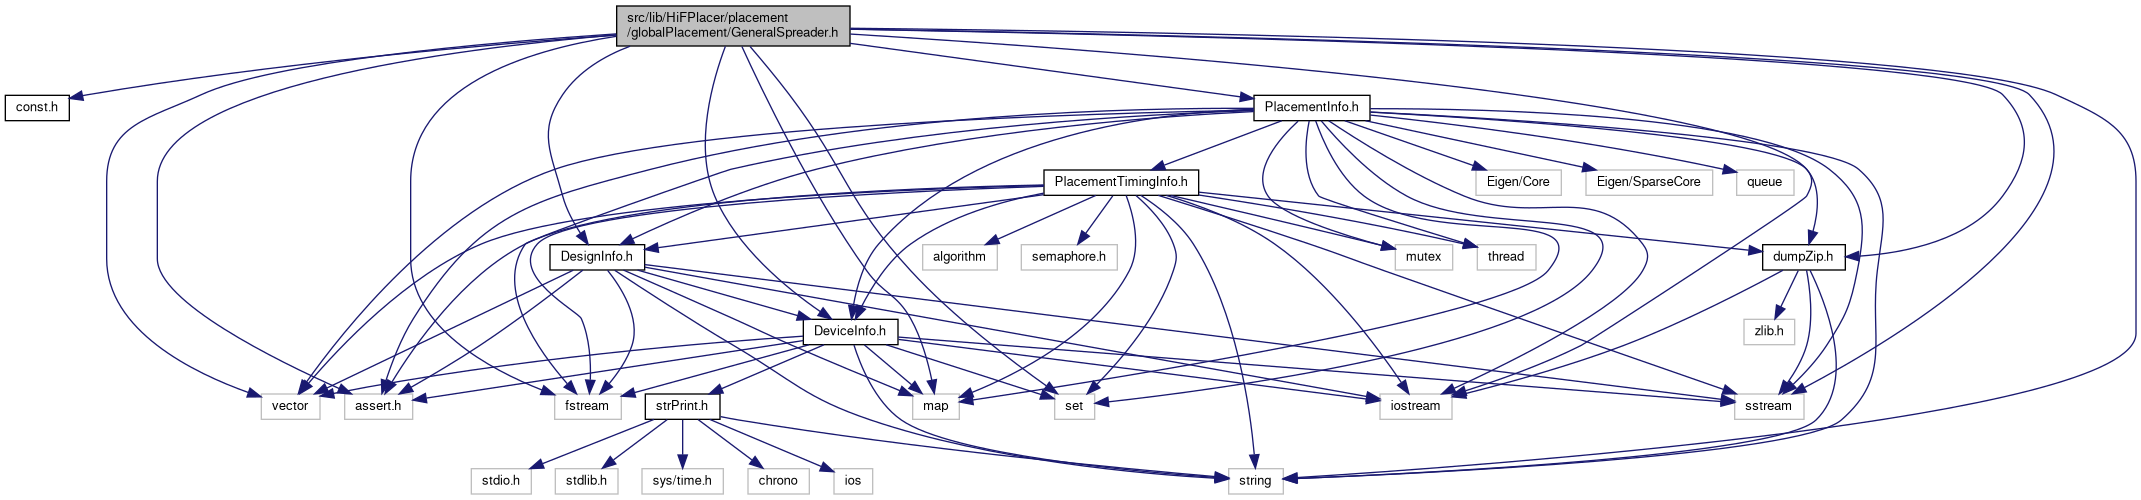 src/lib/HiFPlacer/placement
/globalPlacement/GeneralSpreader.h
const.h
PlacementInfo.h
PlacementTimingInfo.h
Eigen/Core
Eigen/SparseCore
queue
DesignInfo.h
algorithm
semaphore.h
mutex
thread
dumpZip.h
DeviceInfo.h
zlib.h
vector
assert.h
fstream
strPrint.h
map
set
iostream
sstream
stdio.h
stdlib.h
sys/time.h
chrono
ios
string